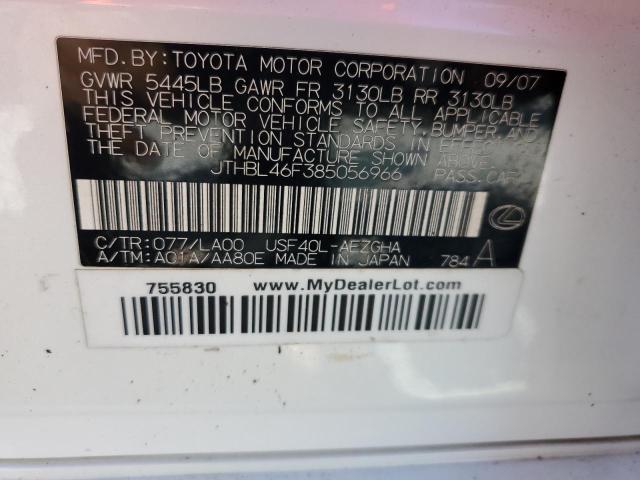 MFD. BY: TOYOTA MOTOR CORPORATION 09/07
GVWR 5445LB GAWR FR 3130LB RR 3130LB
THIS VEHICLE CONFORMS TO ALL APPLICABLE
FEDERAL MOTOR VEHICLE SAFETY, BUMPER, AND
THEFT PREVENTION STANDARDS IN EFFECT ON
THE DATE OF MANUFACTURE SHOWN ABOVE.
JTHBL46F385056966 PASS. CAR
C/TR: 077/LA00 USF40L-AEZGHA
A/TM: A01A/AA80E MADE IN JAPAN 784 A
755830 www.MyDealerLot.com